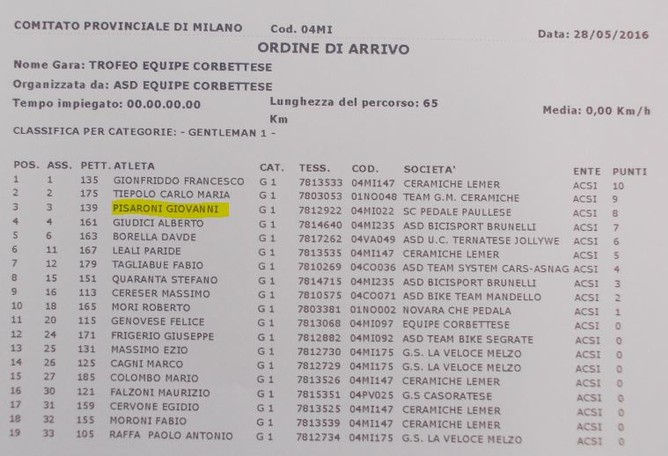 COMITATO PROVINCIALE DI MILANO Cod. 04MI
Data: 28/05/2016
ORDINE DI ARRIVO
Nome Gara: TROFEO EQUIPE CORBETTESE
Organizzata da: ASD EQUIPE CORBETTESE
Tempo impiegato: 00.00.00.00 Lunghezza del percorso: 65 Km Media: 0,00 Km/h
CLASSIFICA PER CATEGORIE: - GENTLEMAN 1 -
POS. ASS. PETT. ATLETA CAT. TESS. COD. SOCIETA' ENTE PUNTI
1 1 135 GIONFRIDDO FRANCESCO G 1 7813533 04MI147 CERAMICHE LEMER ACSI 10
2 2 175 TIEPOLO CARLO MARIA G 1 7803053 01NO048 TEAM G.M. CERAMICHE ACSI 9
3 3 139 PISARONI GIOVANNI G 1 7812922 04MI022 SC PEDALE PAULLESE ACSI 8
4 4 161 GIUDICI ALBERTO G 1 7814640 04MI235 ASD BICISPORT BRUNELLI ACSI 7
5 6 163 BORELLA DAVDE G 1 7817262 04VA049 ASD U.C. TERNATESE JOLLYWE ACSI 6
6 11 167 LEALI PARIDE G 1 7813535 04MI147 CERAMICHE LEMER ACSI 5
7 12 179 TAGLIABUE FABIO G 1 7810269 04CO036 ASD TEAM SYSTEM CARS-ASNAG ACSI 4
8 15 151 QUARANTA STEFANO G 1 7814715 04MI235 ASD BICISPORT BRUNELLI ACSI 3
9 16 113 CERESER MASSIMO G 1 7810575 04CO071 ASD BIKE TEAM MANDELLO ACSI 2
10 18 165 MORI ROBERTO G 1 7803381 01NO002 NOVARA CHE PEDALA ACSI 1
11 20 115 GENOVESE FELICE G 1 7813068 04MI097 EQUIPE CORBETTESE ACSI 0
12 24 171 FRIGERIO GIUSEPPE G 1 7812882 04MI092 ASD TEAM BIKE SEGRATE ACSI 0
13 25 131 MASSIMO EZIO G 1 7812730 04MI175 G.S. LA VELOCE MELZO ACSI 0
14 26 125 CAGNI MARCO G 1 7812729 04MI175 G.S. LA VELOCE MELZO ACSI 0
15 27 185 COLOMBO MARIO G 1 7813526 04MI147 CERAMICHE LEMER ACSI 0
16 30 121 FALZONI MAURIZIO G 1 7815351 04PV025 G.S CASORATESE ACSI 0
17 31 159 CERVONE EGIDIO G 1 7813525 04MI147 CERAMICHE LEMER ACSI 0
18 32 155 MORONI FABIO G 1 7813539 04MI147 CERAMICHE LEMER ACSI 0
19 33 105 RAFFA PAOLO ANTONIO G 1 7812734 04MI175 G.S. LA VELOCE MELZO ACSI 0